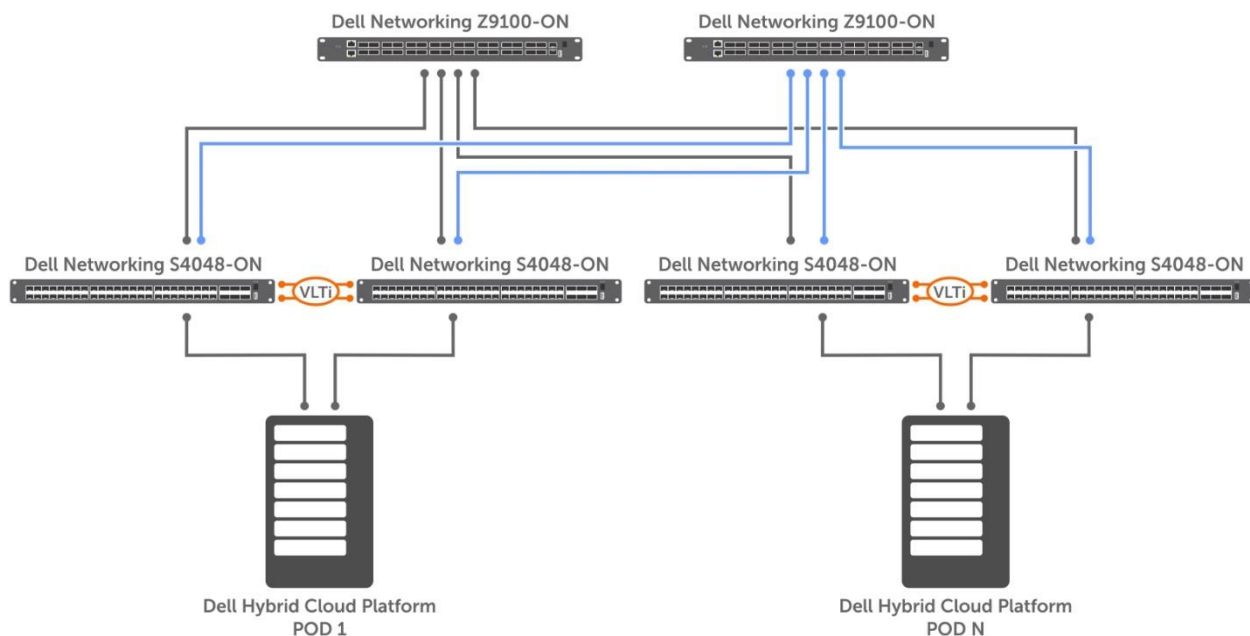 Dell Networking Z9100-ON
Dell Networking Z9100-ON
Dell Networking S4048-ON
Dell Networking S4048-ON
Dell Networking S4048-ON
Dell Networking S4048-ON
VLTi
VLTi
Dell Hybrid Cloud Platform
POD 1
Dell Hybrid Cloud Platform
POD N